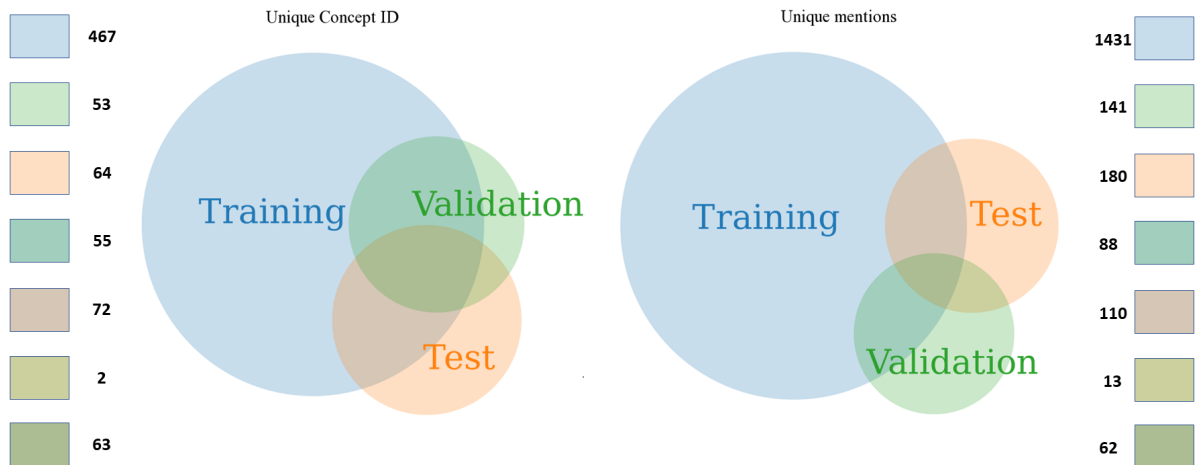 Unique Concept ID
Unique mentions
467
53
64
55
72
2
63
Training
Validation
Test
Training
Test
Validation
1431
141
180
88
110
13
62